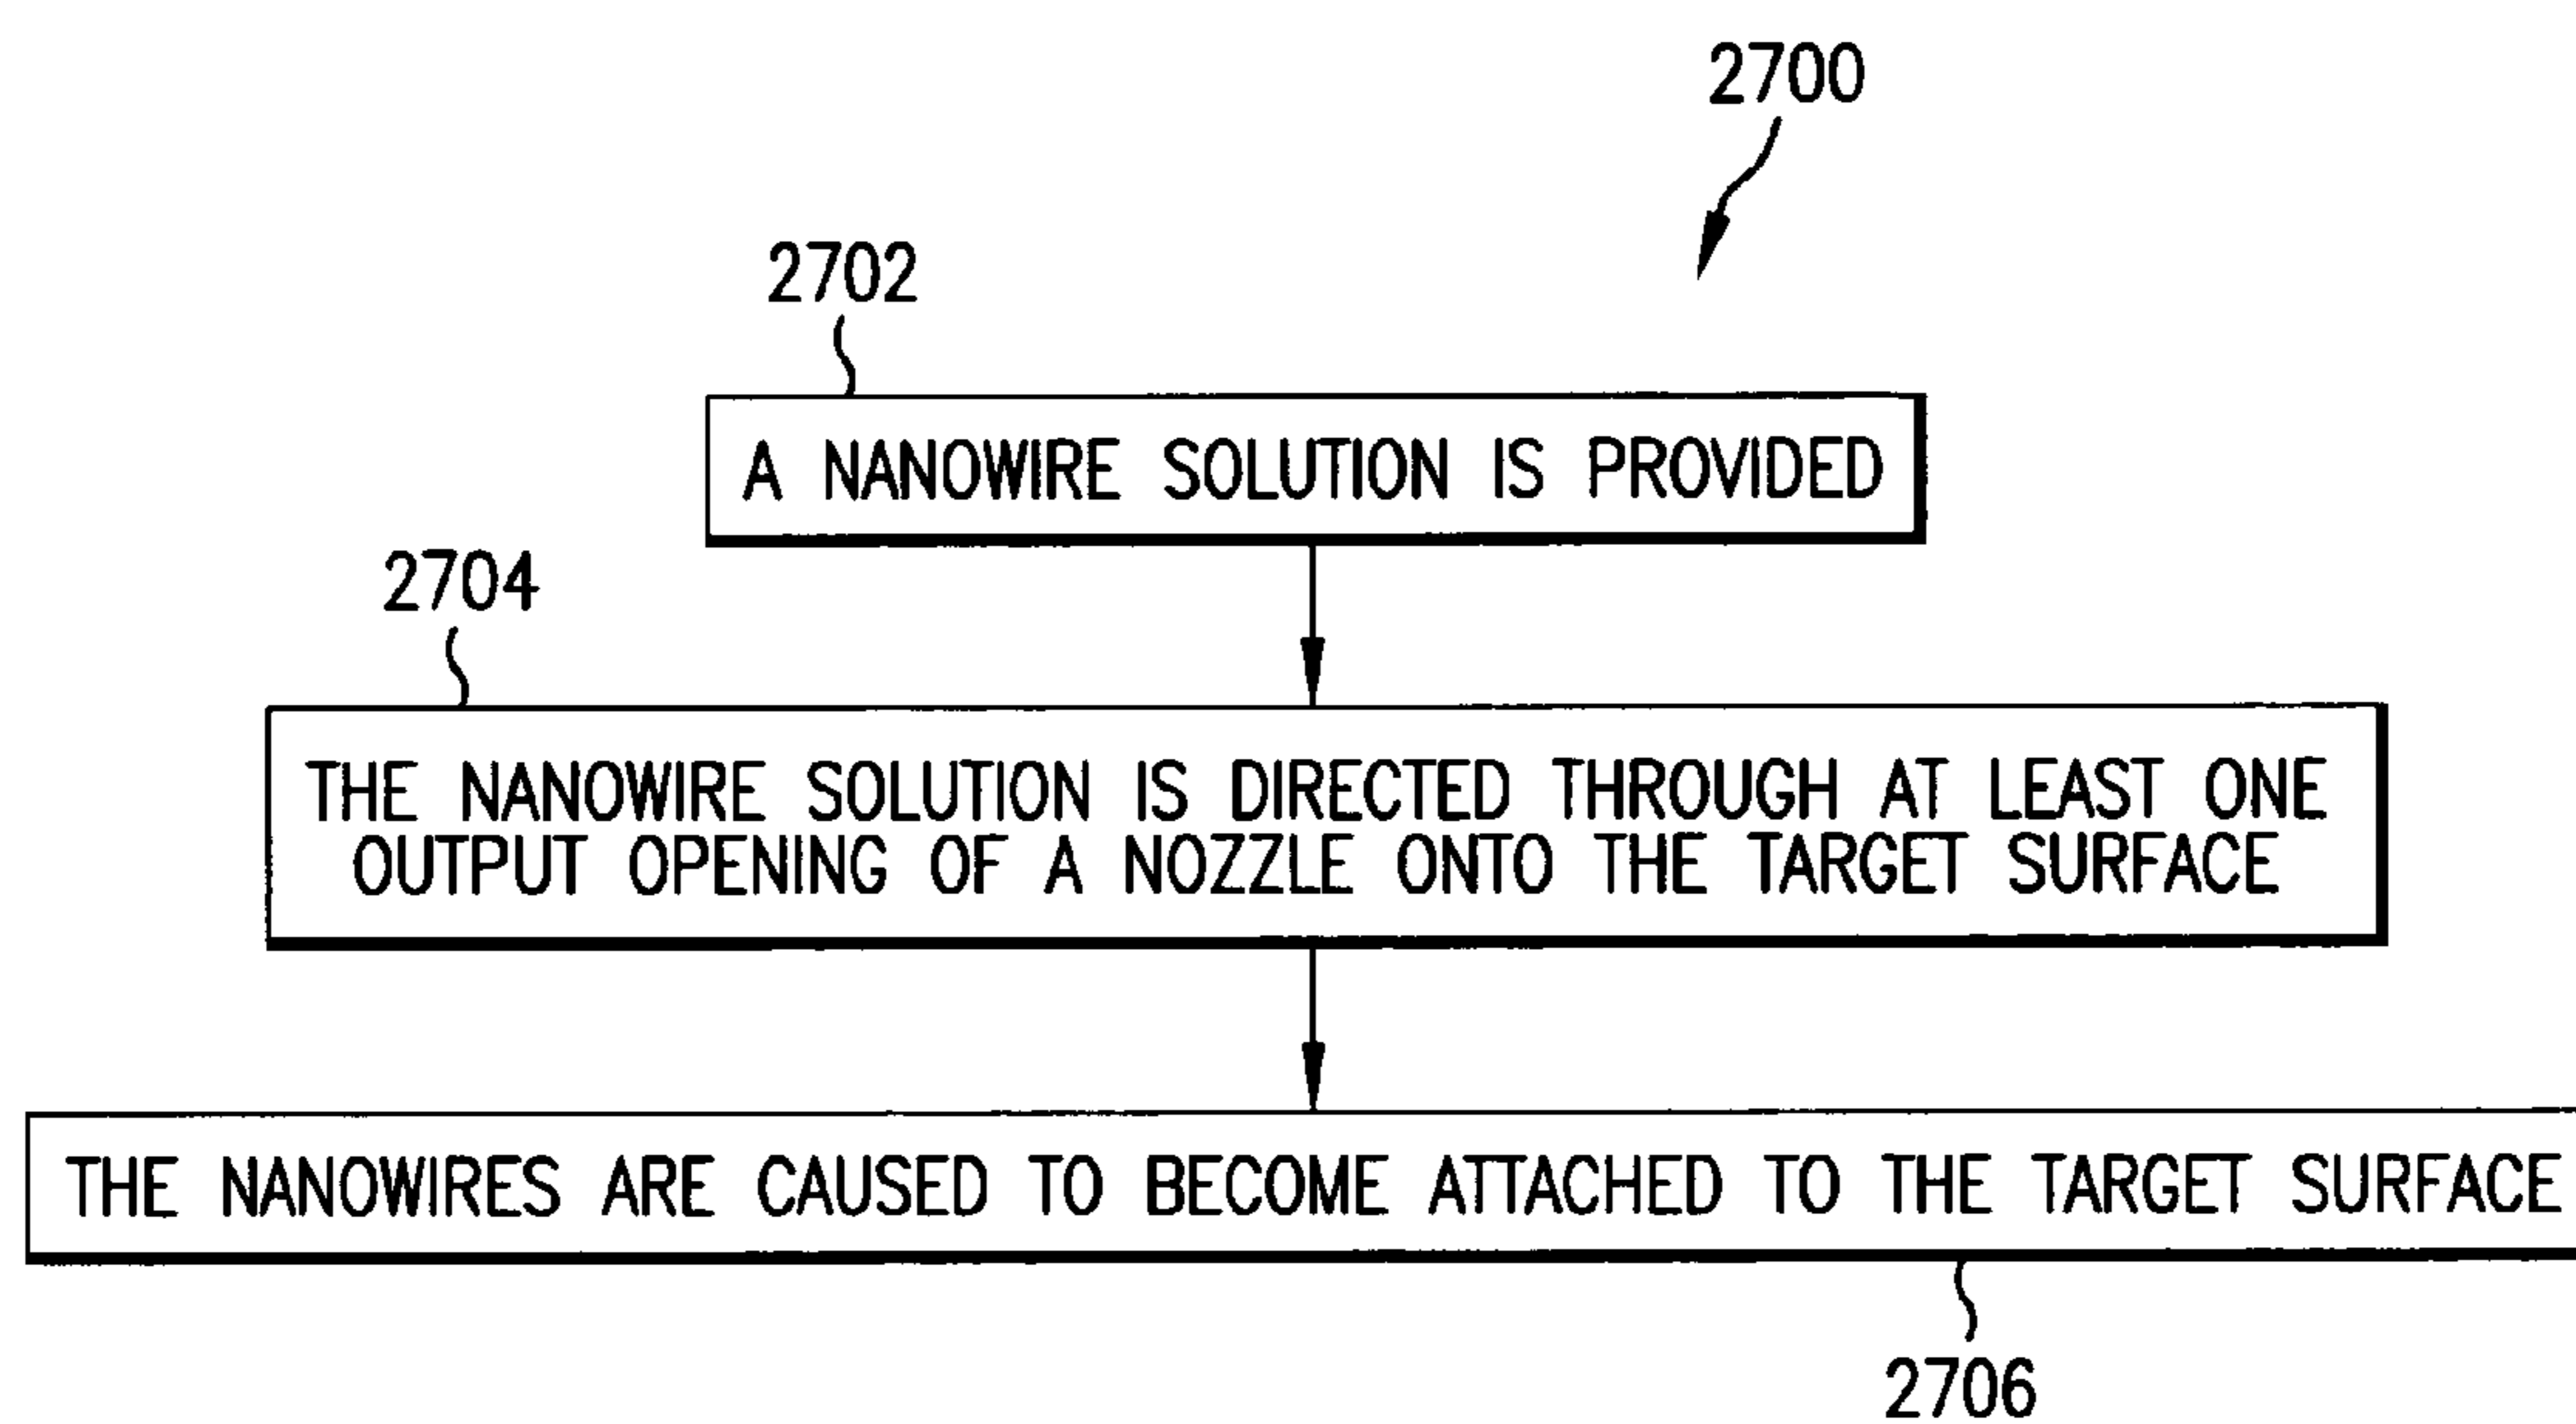 2700
2702
A NANOWIRE SOLUTION IS PROVIDED
2704
THE NANOWIRE SOLUTION IS DIRECTED THROUGH AT LEAST ONE
OUTPUT OPENING OF A NOZZLE ONTO THE TARGET SURFACE
THE NANOWIRES ARE CAUSED TO BECOME ATTACHED TO THE TARGET SURFACE
2706